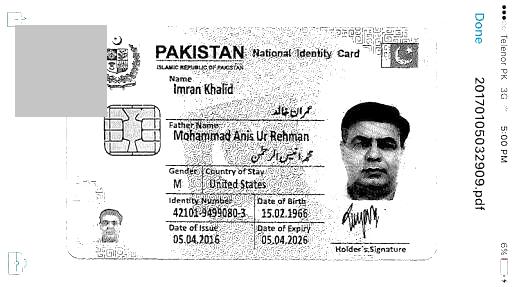 PAKISTAN National Identity Card
ISLAMIC REPUBLIC OF PAKISTAN
Name
Imran Khalid
عمران خالد
Father Name
Mohammad Anis Ur Rehman
محمد انیس الرحمٰن
Gender Country of Stay
M United States
Identity Number Date of Birth
42101-9499080-3 15.02.1966
Date of Issue Date of Expiry
05.04.2016 05.04.2026
Holder's Signature
Telenor PK 3G 5:00 PM 6%
Done 20170105032909.pdf